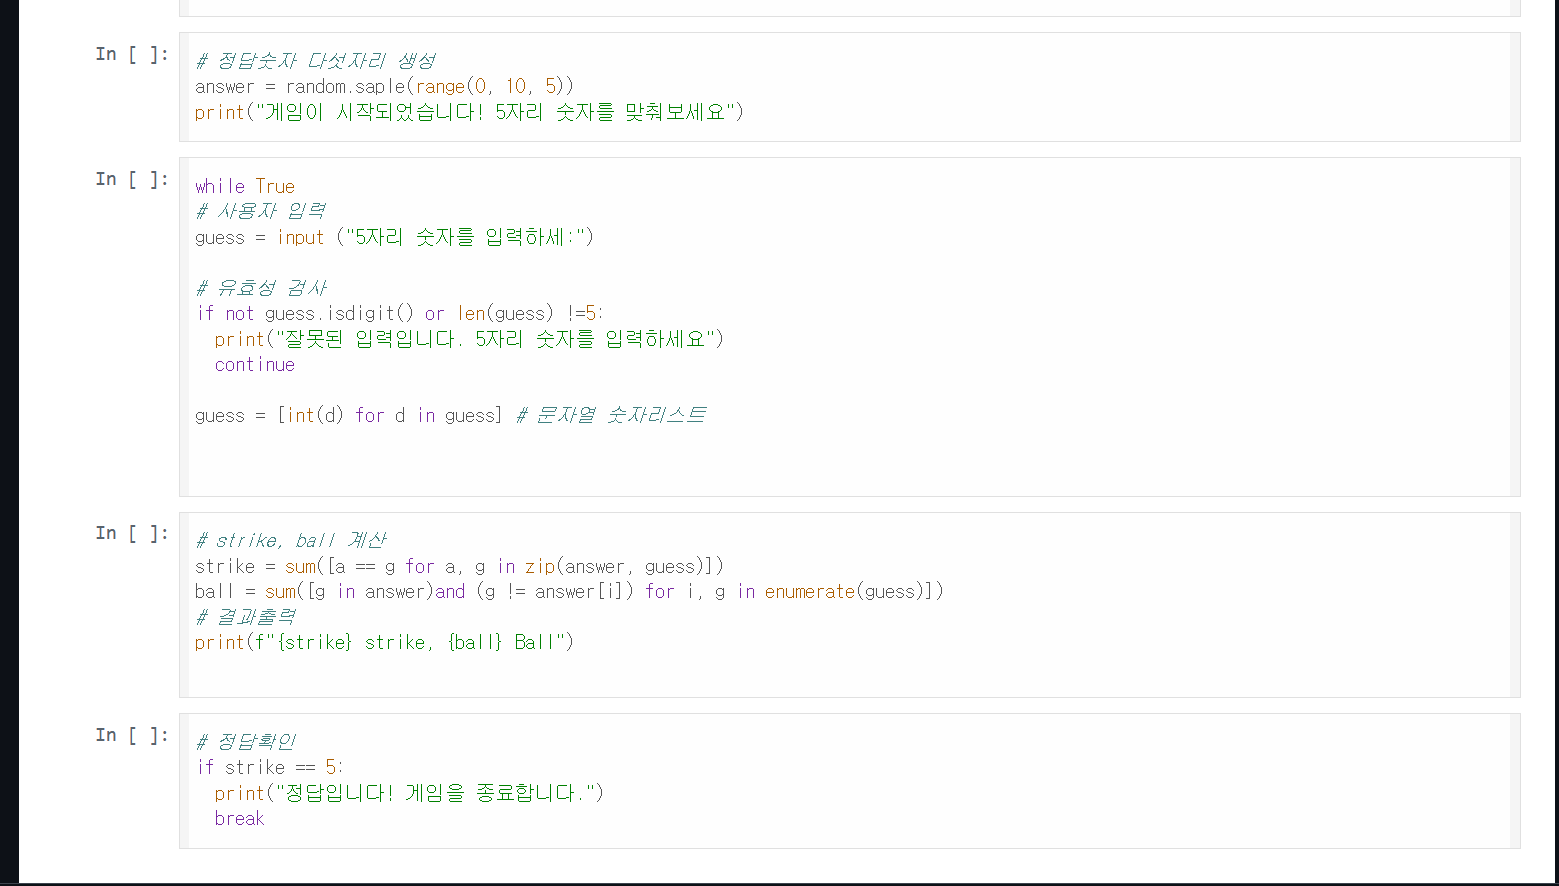 In [ ]:
# 정답숫자 다섯자리 생성
answer = random.saple(range(0, 10, 5))
print("게임이 시작되었습니다! 5자리 숫자를 맞춰보세요")
In [ ]:
while True
# 사용자 입력
guess = input ("5자리 숫자를 입력하세:")
# 유효성 검사
if not guess.isdigit() or len(guess) !=5:
print("잘못된 입력입니다. 5자리 숫자를 입력하세요")
continue
guess = [int(d) for d in guess] # 문자열 숫자리스트
In [ ]:
# strike, ball 계산
strike = sum([a == g for a, g in zip(answer, guess)])
ball = sum([g in answer)and (g != answer[i]) for i, g in enumerate(guess)])
# 결과출력
print(f"{strike} strike, {ball} Ball")
In [ ]:
# 정답확인
if strike == 5:
print("정답입니다! 게임을 종료합니다.")
break